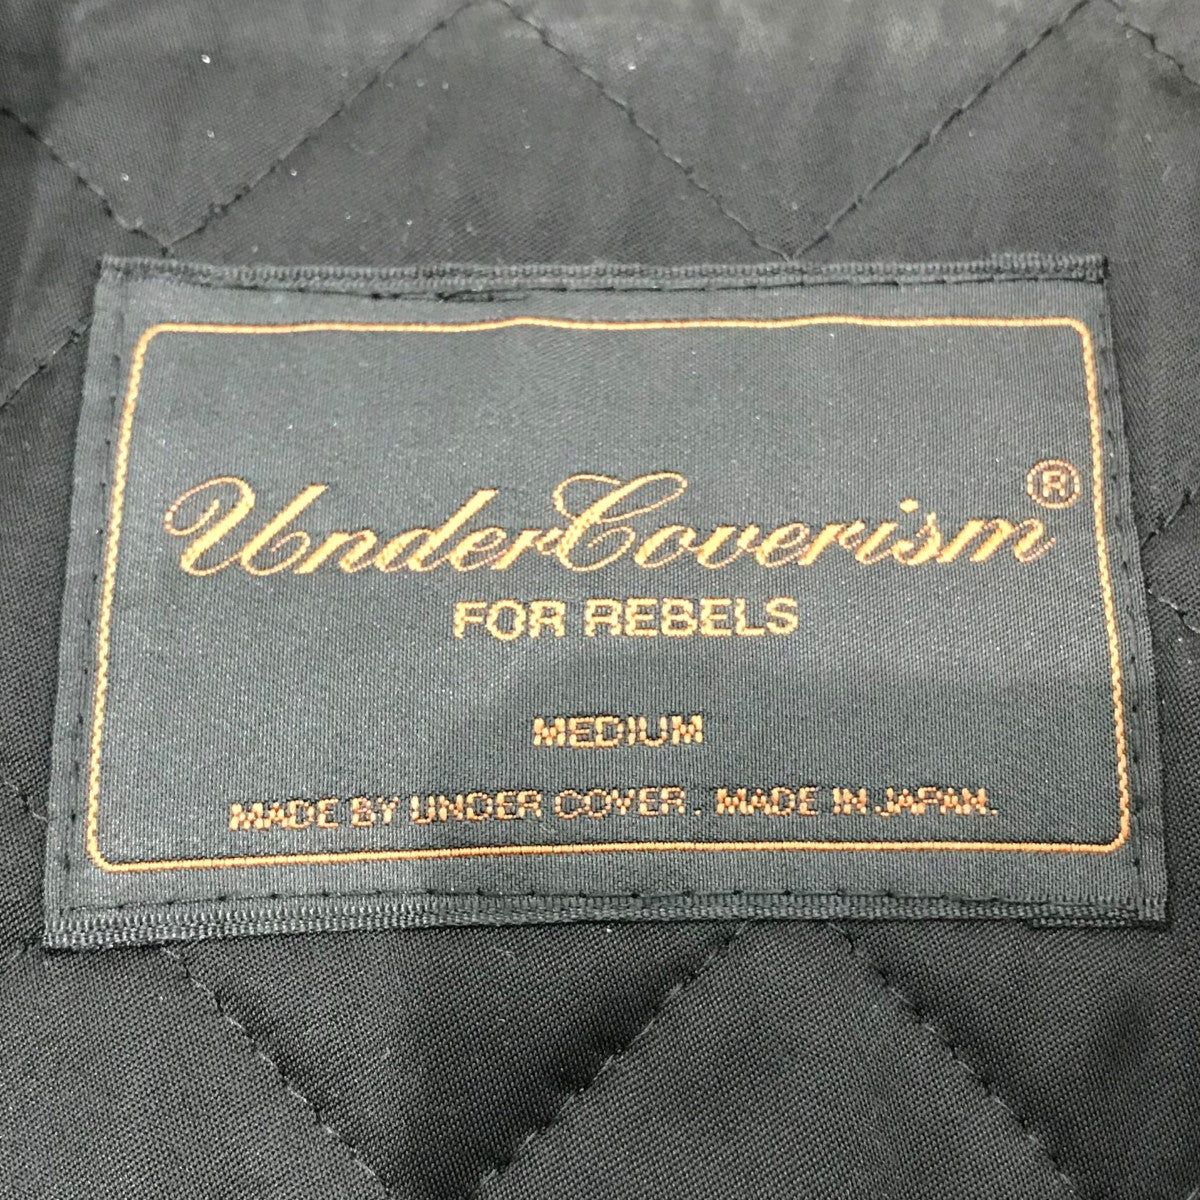 UnderCoverism®
FOR REBELS
MEDIUM
MADE BY UNDER COVER. MADE IN JAPAN.